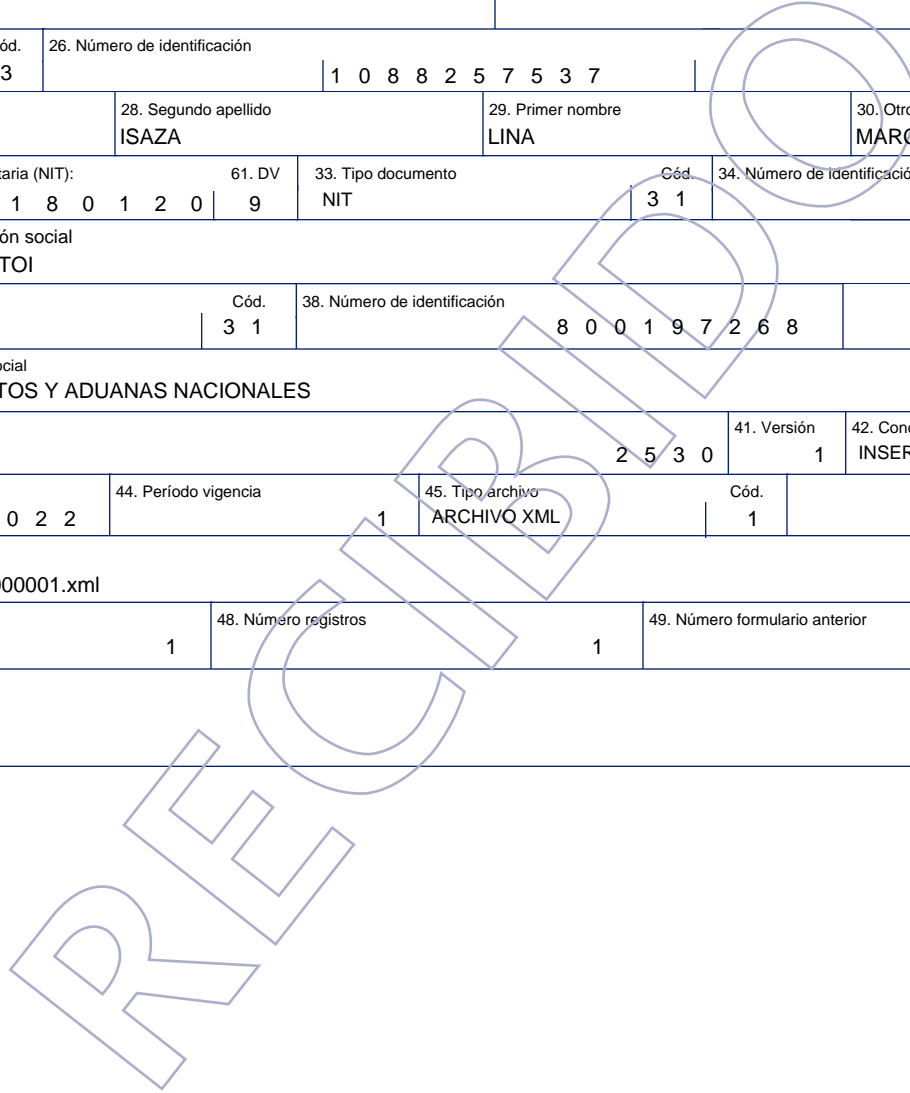 ód. 26. Número de identificación
3 1 0 8 8 2 5 7 5 3 7
28. Segundo apellido 29. Primer nombre 30. Otro
ISAZA LINA MARC
taria (NIT): 61. DV 33. Tipo documento Cód. 34. Número de identificació
1 8 0 1 2 0 9 NIT 3 1
ón social
TOI
Cód. 38. Número de identificación
3 1 8 0 0 1 9 7 2 6 8
ocial
TOS Y ADUANAS NACIONALES
41. Versión 42. Conc
2 5 3 0 1 INSER
44. Período vigencia 45. Tipo archivo Cód.
0 2 2 1 ARCHIVO XML 1
000001.xml
48. Número registros 49. Número formulario anterior
1 1
RECIBIDO